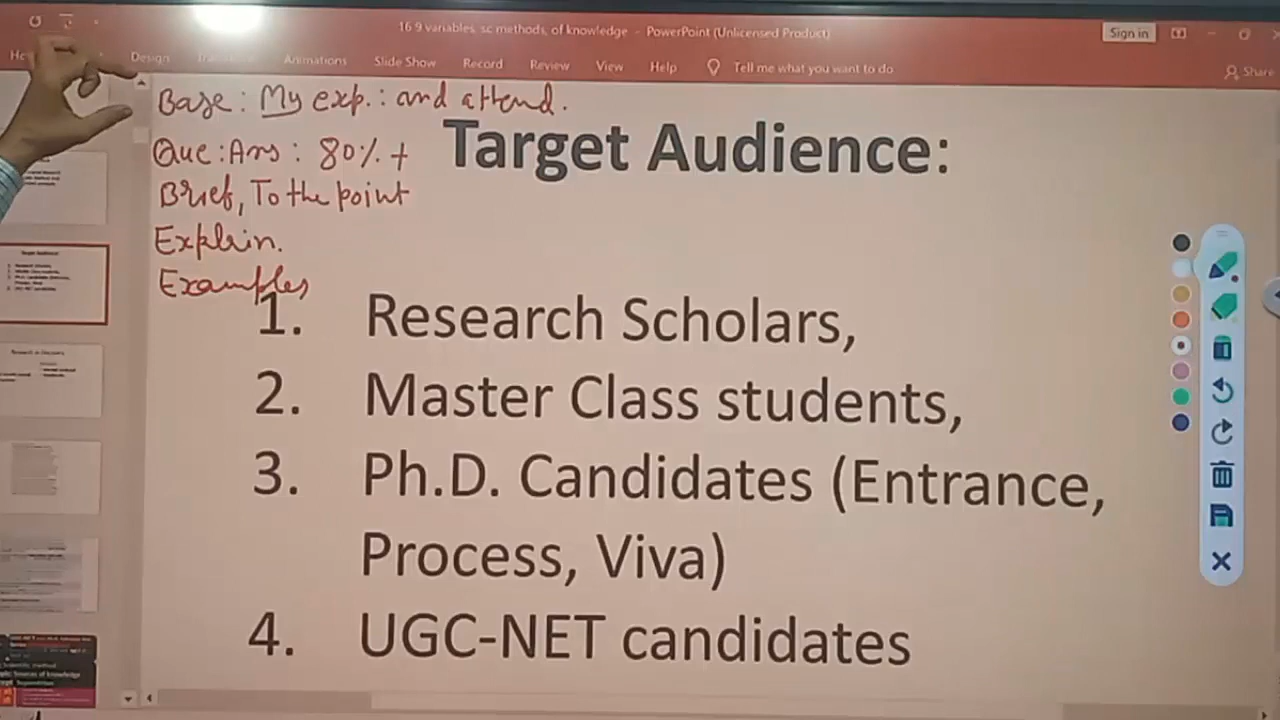 16 9 variables, sc methods, of knowledge - PowerPoint (Unlicensed Product)
Sign in
Design Animations Slide Show Record Review View Help Tell me what you want to do
Share
Base : My exp. : and attend.
Que : Ans : 80% +
Brief, To the point
Explain.
Examples
Target Audience:
1. Research Scholars,
2. Master Class students,
3. Ph.D. Candidates (Entrance,
Process, Viva)
4. UGC-NET candidates